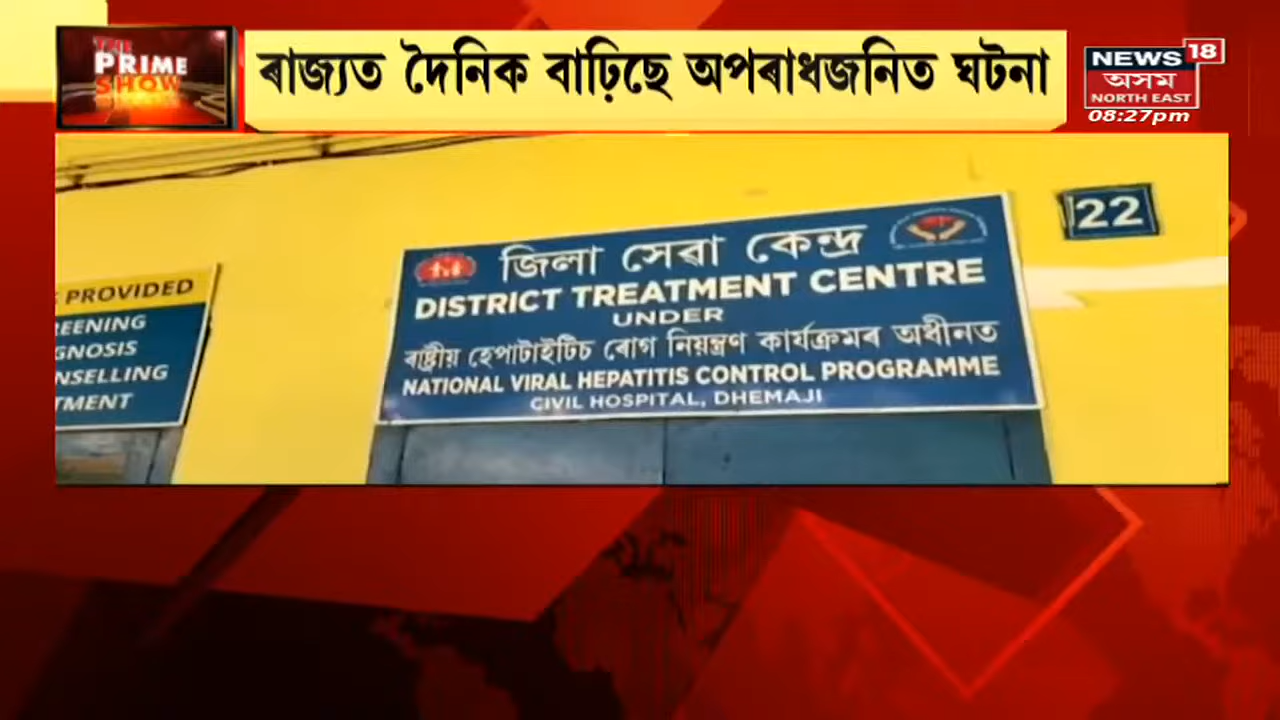 THE
PRIME
SHOW
ৰাজ্যত দৈনিক বাঢ়িছে অপৰাধজনিত ঘটনা
NEWS 18
অসম
NORTH EAST
08:27pm
PROVIDED
REENING
GNOSIS
NSELLING
TMENT
জিলা সেৱা কেন্দ্ৰ
DISTRICT TREATMENT CENTRE
UNDER
ৰাষ্ট্ৰীয় হেপাটাইটিচ ৰোগ নিয়ন্ত্ৰণ কাৰ্যক্ৰমৰ অধীনত
NATIONAL VIRAL HEPATITIS CONTROL PROGRAMME
CIVIL HOSPITAL, DHEMAJI
22